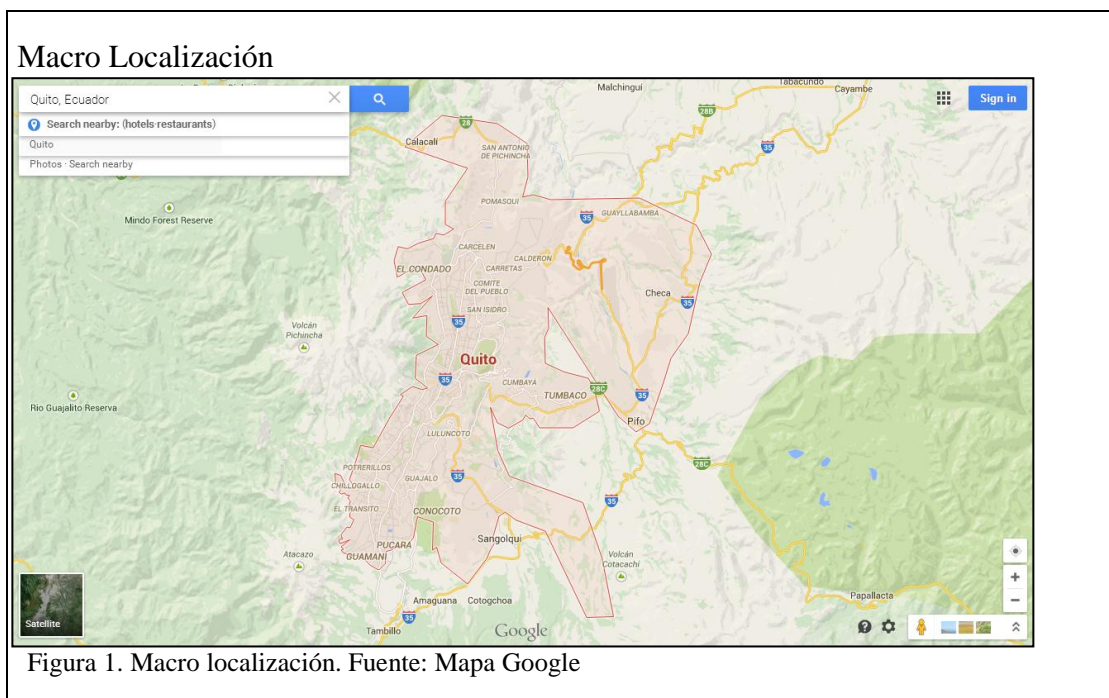 Macro Localización
Quito, Ecuador
Sign in
Search nearby: (hotels·restaurants)
Quito
Photos · Search nearby
Malchingui
Tabacundo
Cayambe
28B
28
Calacalí
SAN ANTONIO
DE PICHINCHA
35
Mindo Forest Reserve
POMASQUI
GUAYLLABAMBA
35
CARCELEN
CALDERON
EL CONDADO
CARRETAS
COMITE
DEL PUEBLO
Checa
35
SAN ISIDRO
35
Volcán
Pichincha
Quito
35
CUMBAYA
TUMBACO
28C
35
Rio Guajalito Reserva
Pifo
LULUNCOTO
28C
POTRERILLOS
GUAJALO
35
CHILLOGALLO
35
EL TRANSITO
CONOCOTO
PUCARA
Sangolqui
Atacazo
GUAMANI
Volcán
Cotacachi
Papallacta
Amaguana
Cotogchoa
35
Satellite
Tambillo
Google
Figura 1. Macro localización. Fuente: Mapa Google